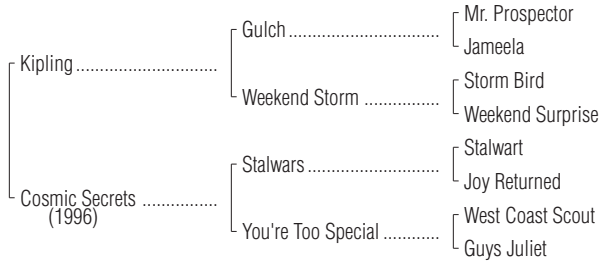 Mr. Prospector
Gulch
Jameela
Kipling
Storm Bird
Weekend Storm
Weekend Surprise
Stalwart
Stalwars
Joy Returned
Cosmic Secrets
(1996)
West Coast Scout
You're Too Special
Guys Juliet